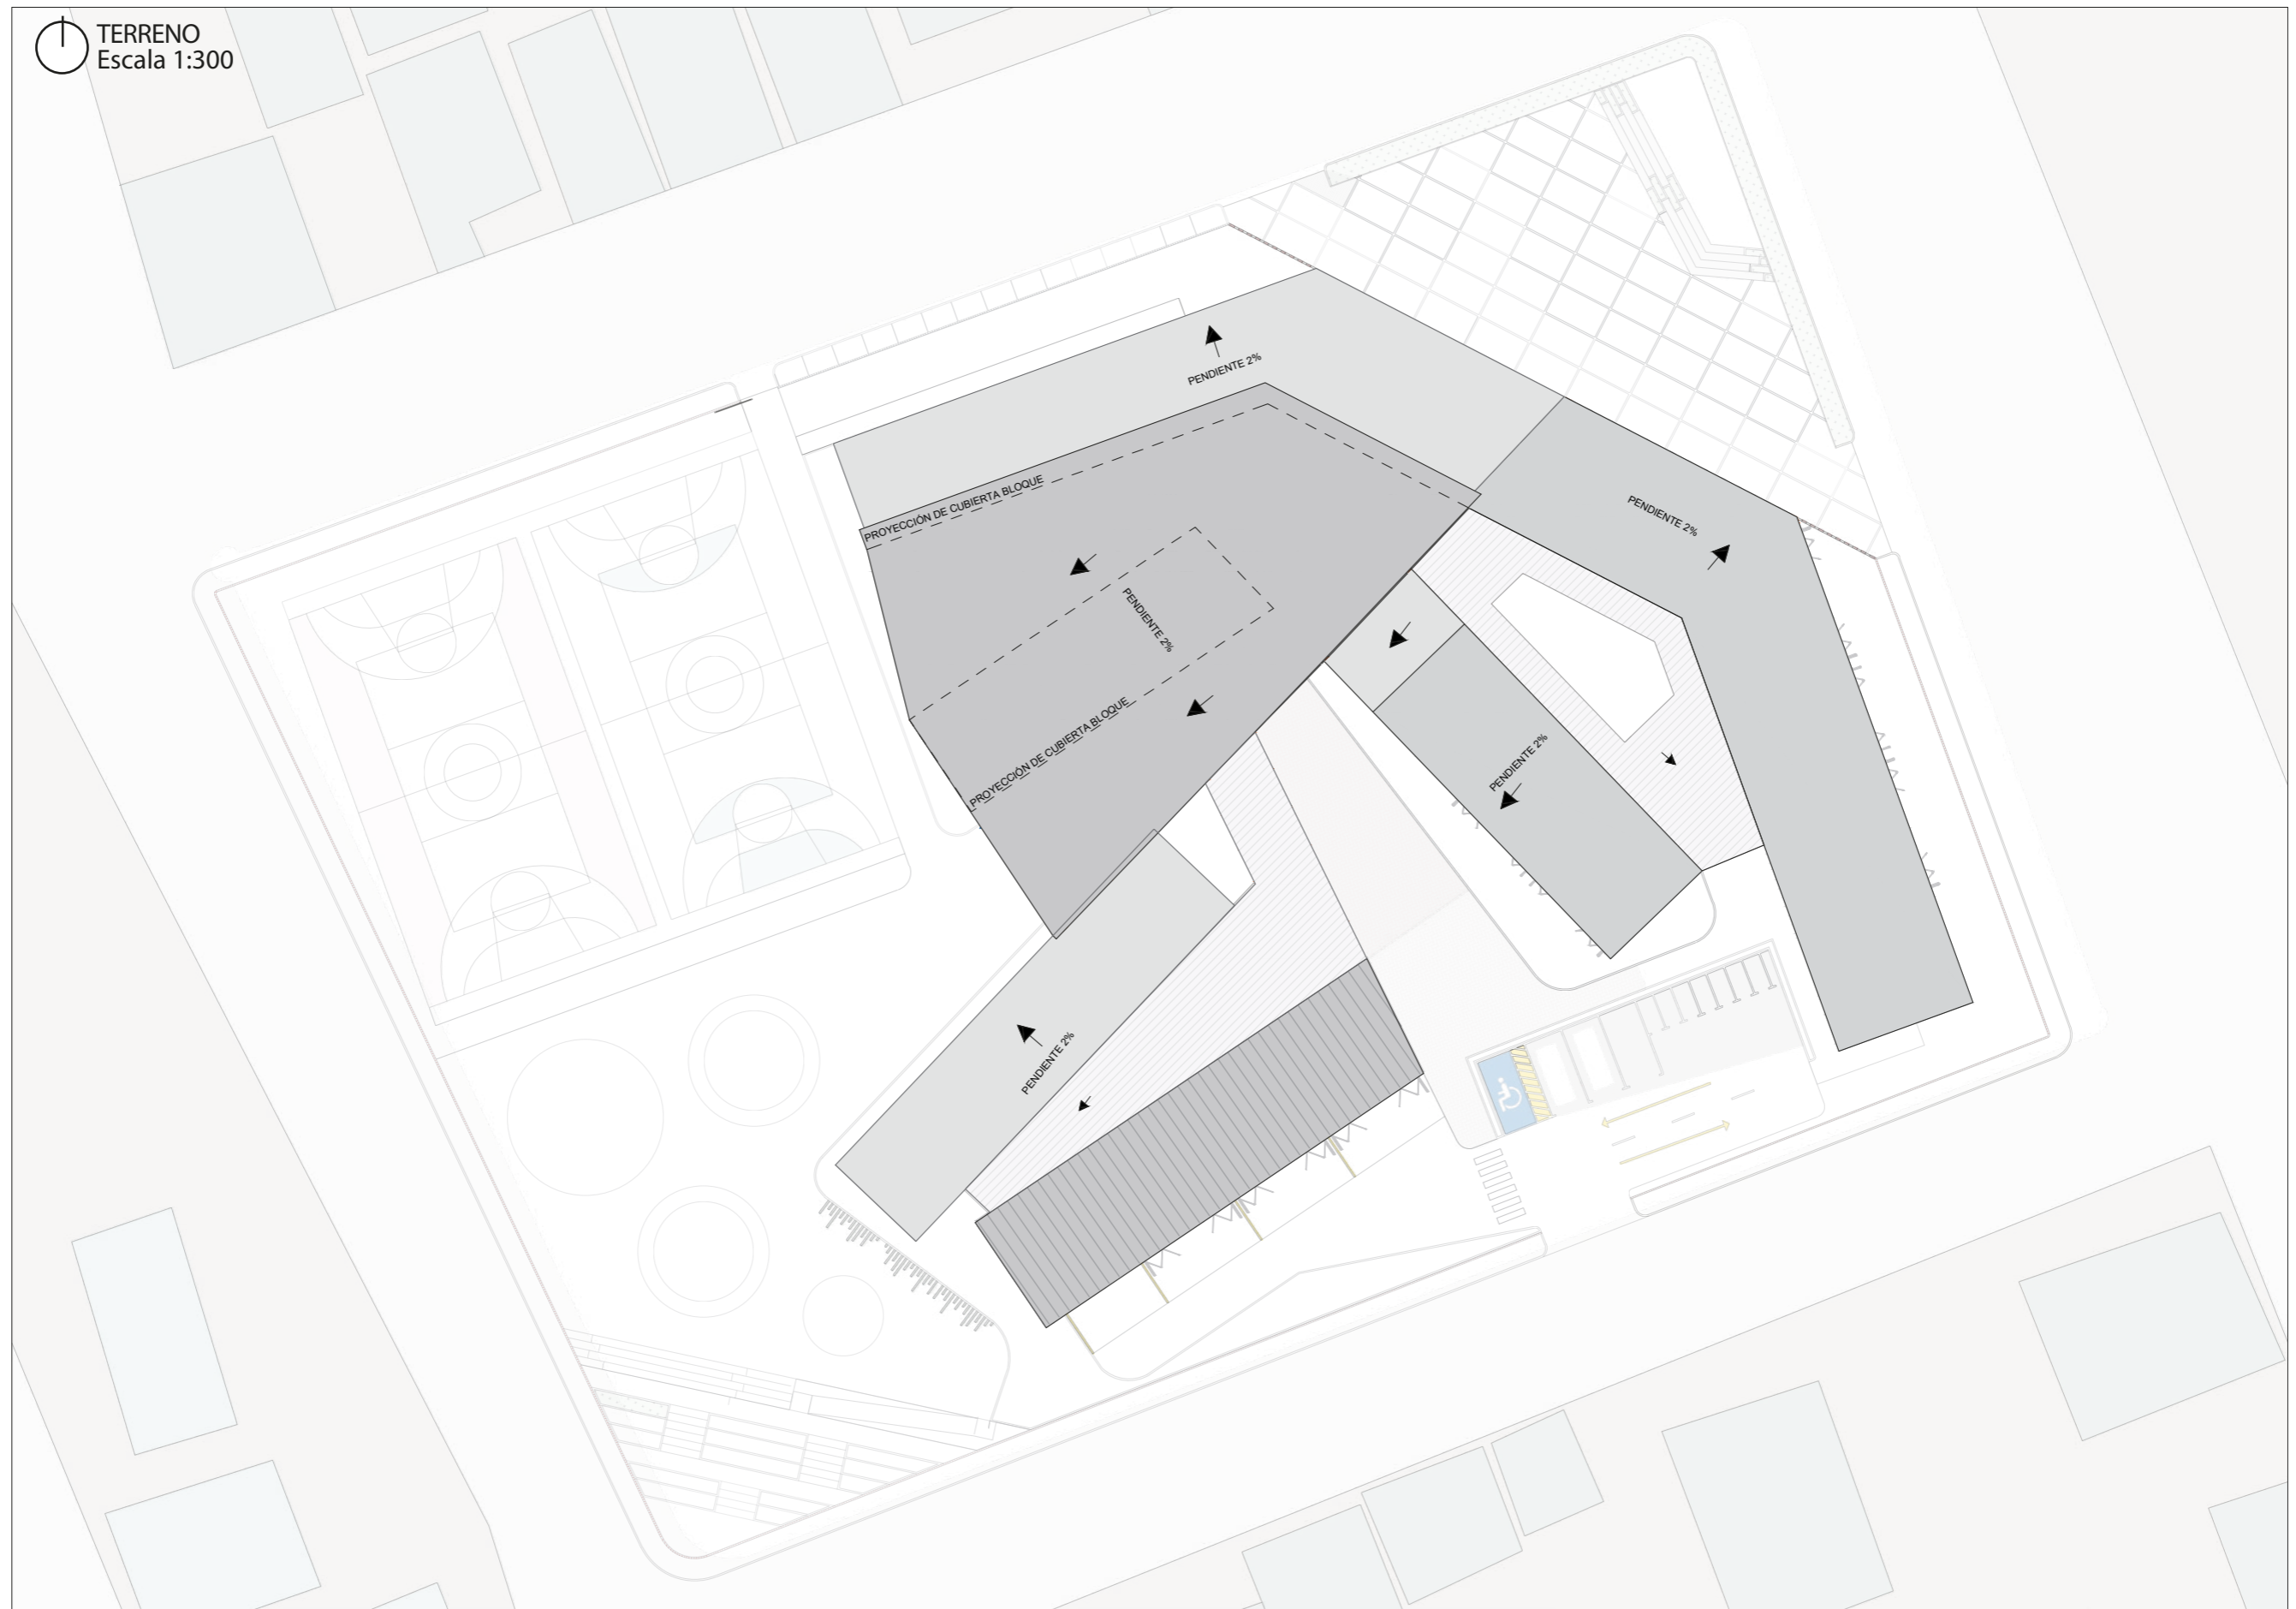 TERRENO
Escala 1:300
PENDIENTE 2%
PROYECCIÓN DE CUBIERTA BLOQUE
PENDIENTE 2%
PENDIENTE 2%
PROYECCIÓN DE CUBIERTA BLOQUE
PENDIENTE 2%
PENDIENTE 2%